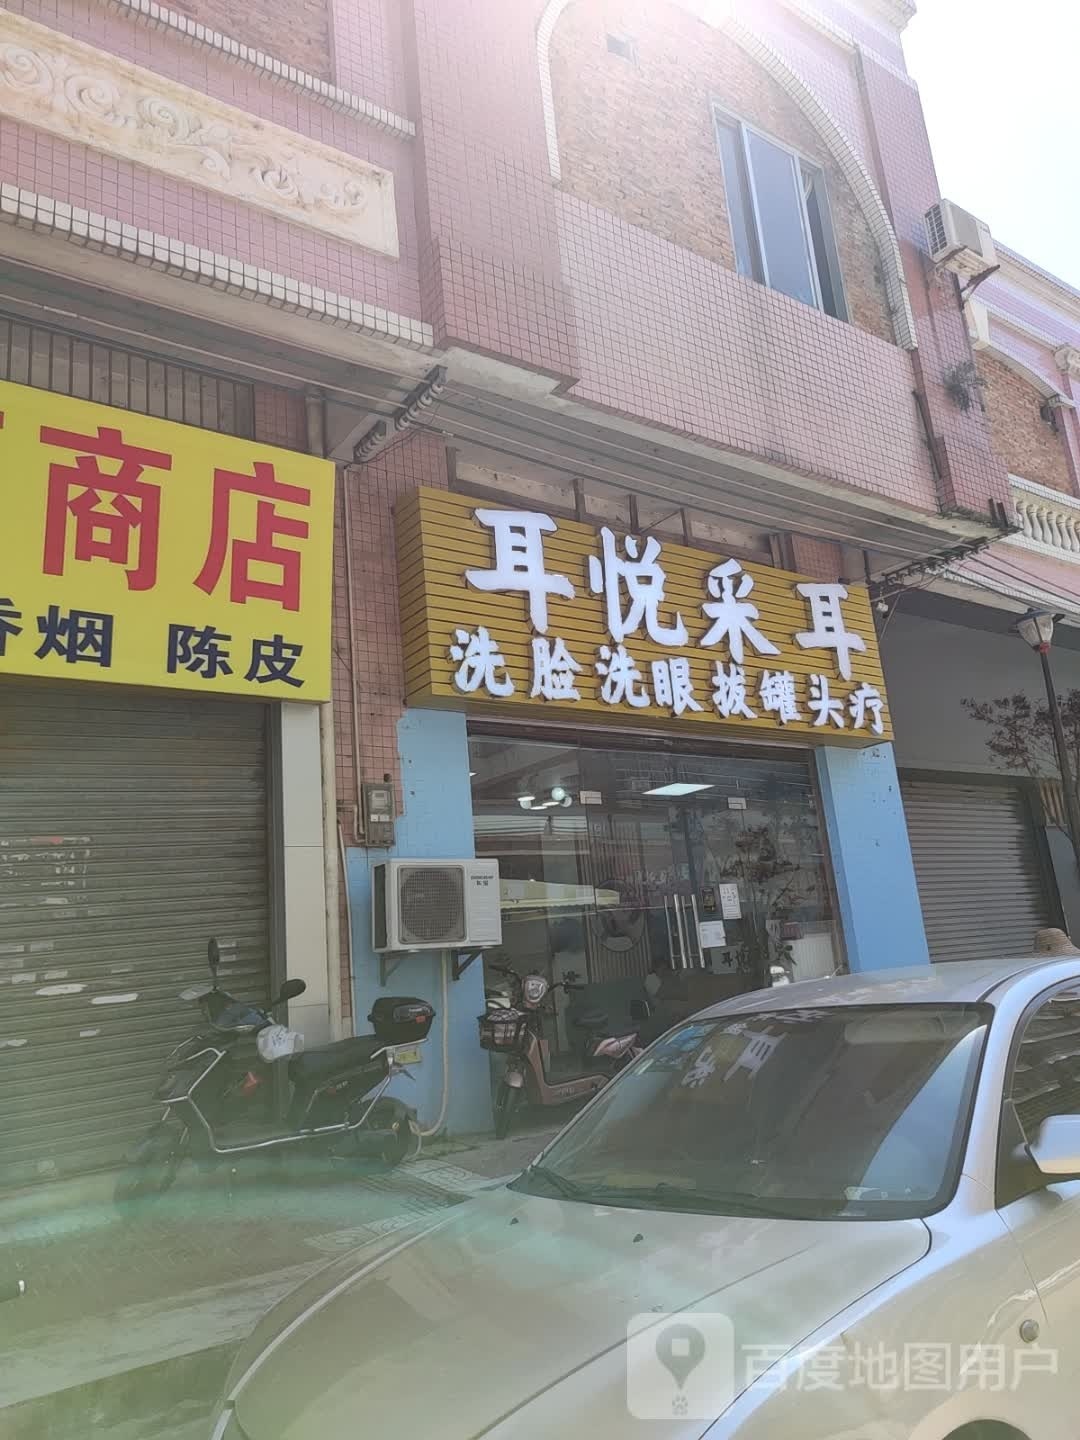 商店
香烟 陈皮
耳悦采耳
洗脸洗眼拔罐头疗
百度地图用户